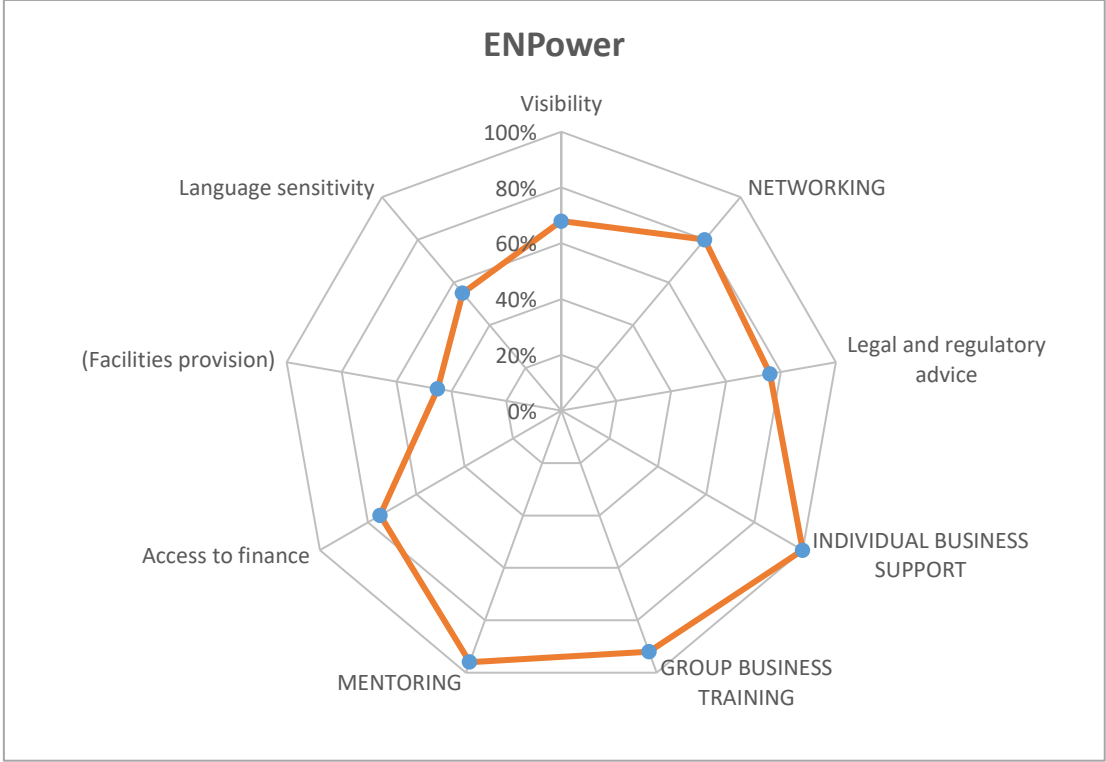 ENPower
Visibility
100%
80%
60%
40%
20%
0%
NETWORKING
Legal and regulatory
advice
INDIVIDUAL BUSINESS
SUPPORT
GROUP BUSINESS
TRAINING
MENTORING
Access to finance
(Facilities provision)
Language sensitivity